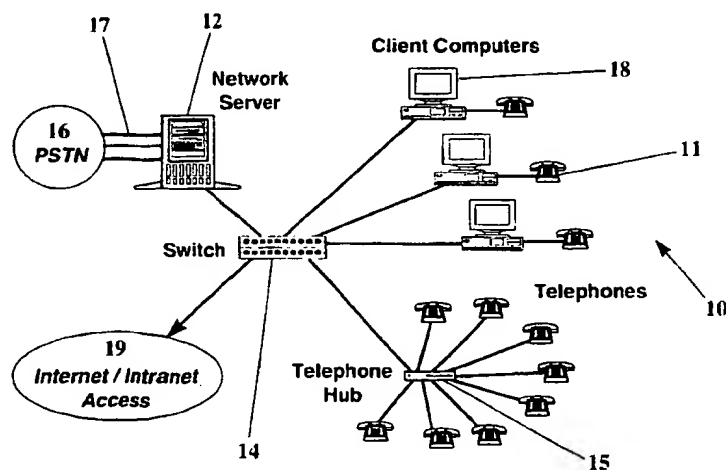 17
12
Client Computers
18
Network
Server
16
PSTN
11
Switch
Telephones
10
19
Internet / Intranet
Access
Telephone
Hub
14
15